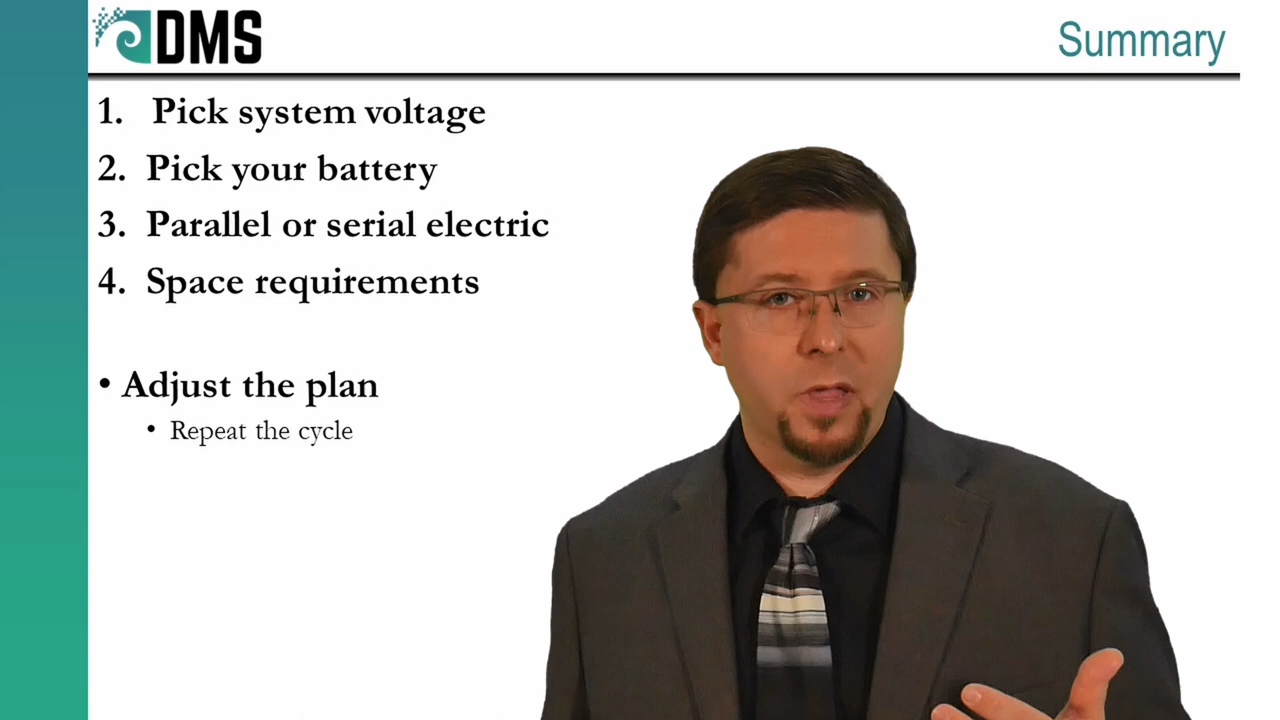 DMS
Summary
1. Pick system voltage
2. Pick your battery
3. Parallel or serial electric
4. Space requirements
• Adjust the plan
• Repeat the cycle